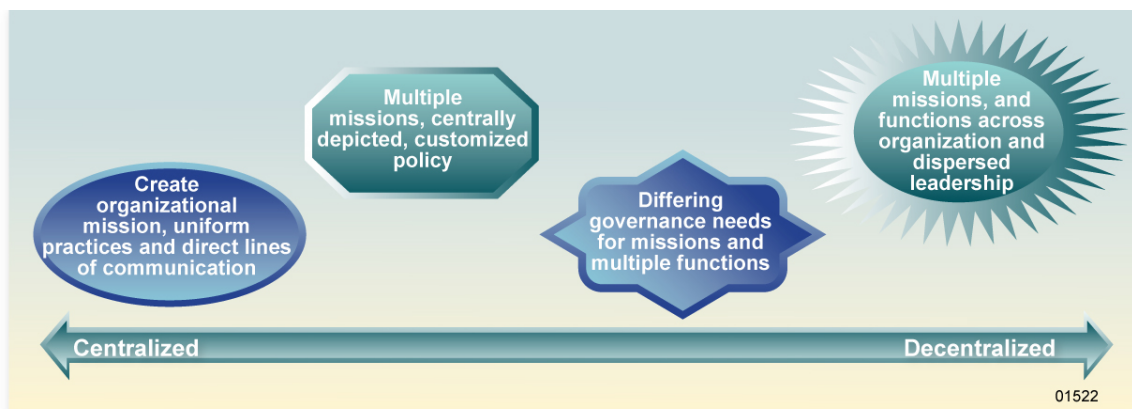 Create
organizational
mission, uniform
practices and direct lines
of communication
Multiple
missions, centrally
depicted, customized
policy
Differing
governance needs
for missions and
multiple functions
Multiple
missions, and
functions across
organization and
dispersed
leadership
Centralized
Decentralized
01522